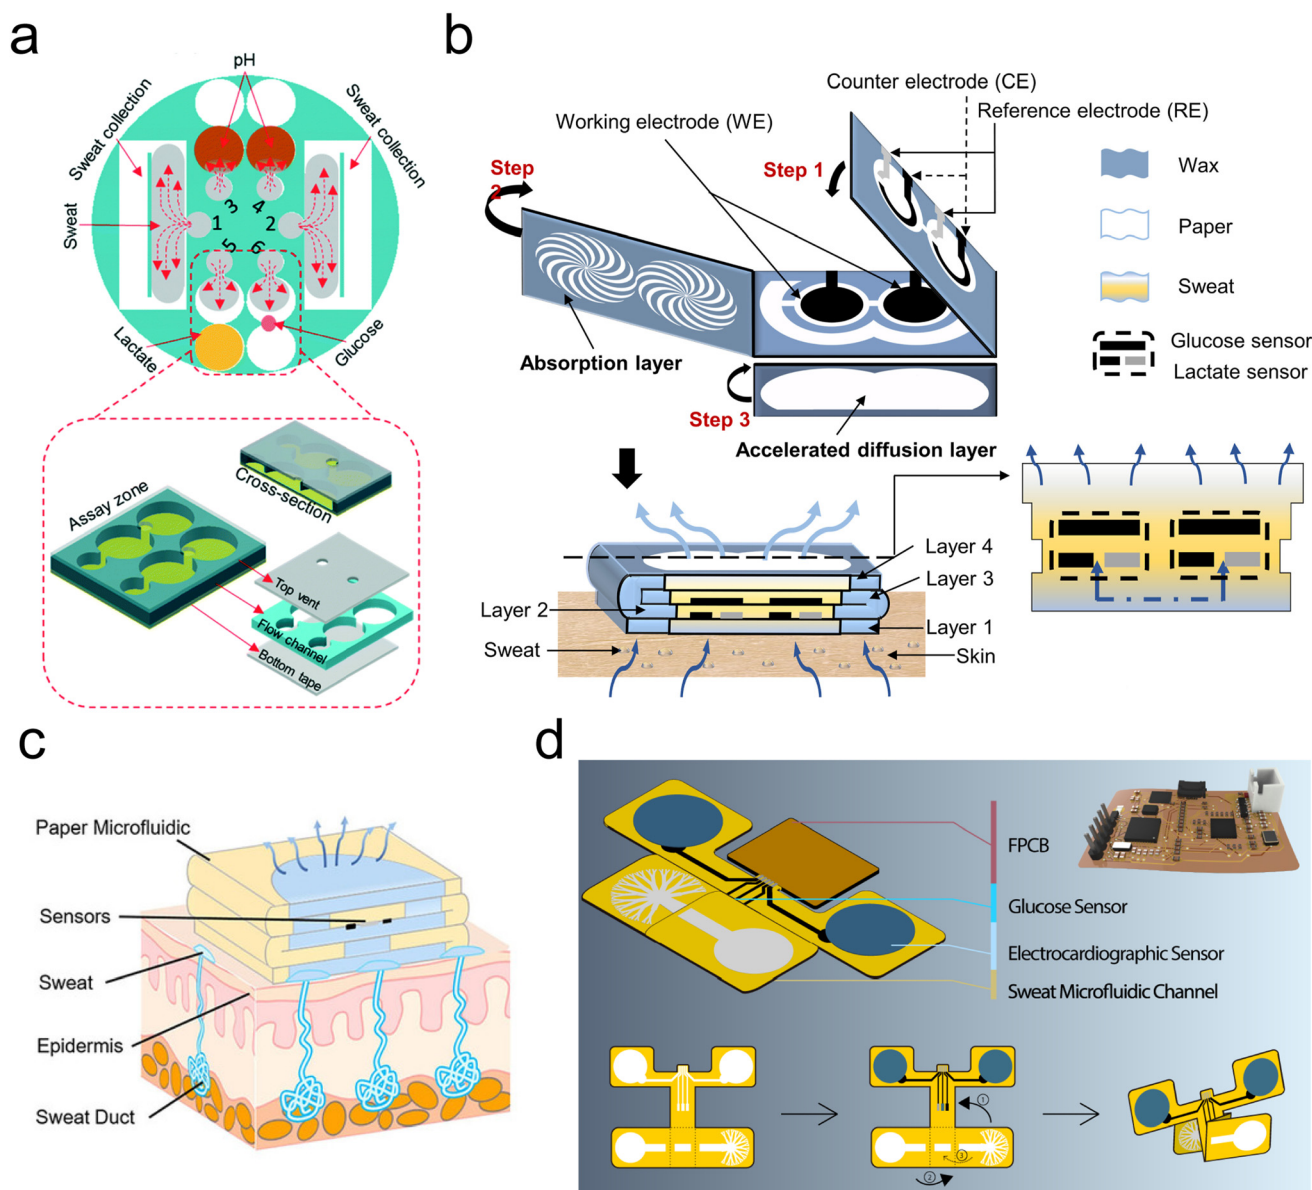 a
pH
Sweat collection
Sweat collection
Sweat
3
4
1
2
5
6
Lactate
Glucose
Assay zone
Cross-section
Top vent
Flow channel
Bottom tape
b
Counter electrode (CE)
Reference electrode (RE)
Working electrode (WE)
Step 1
Step
2
Wax
Paper
Sweat
Glucose sensor
Lactate sensor
Absorption layer
Step 3
Accelerated diffusion layer
Layer 4
Layer 3
Layer 2
Layer 1
Sweat
Skin
c
Paper Microfluidic
Sensors
Sweat
Epidermis
Sweat Duct
d
FPCB
Glucose Sensor
Electrocardiographic Sensor
Sweat Microfluidic Channel
①
③
②